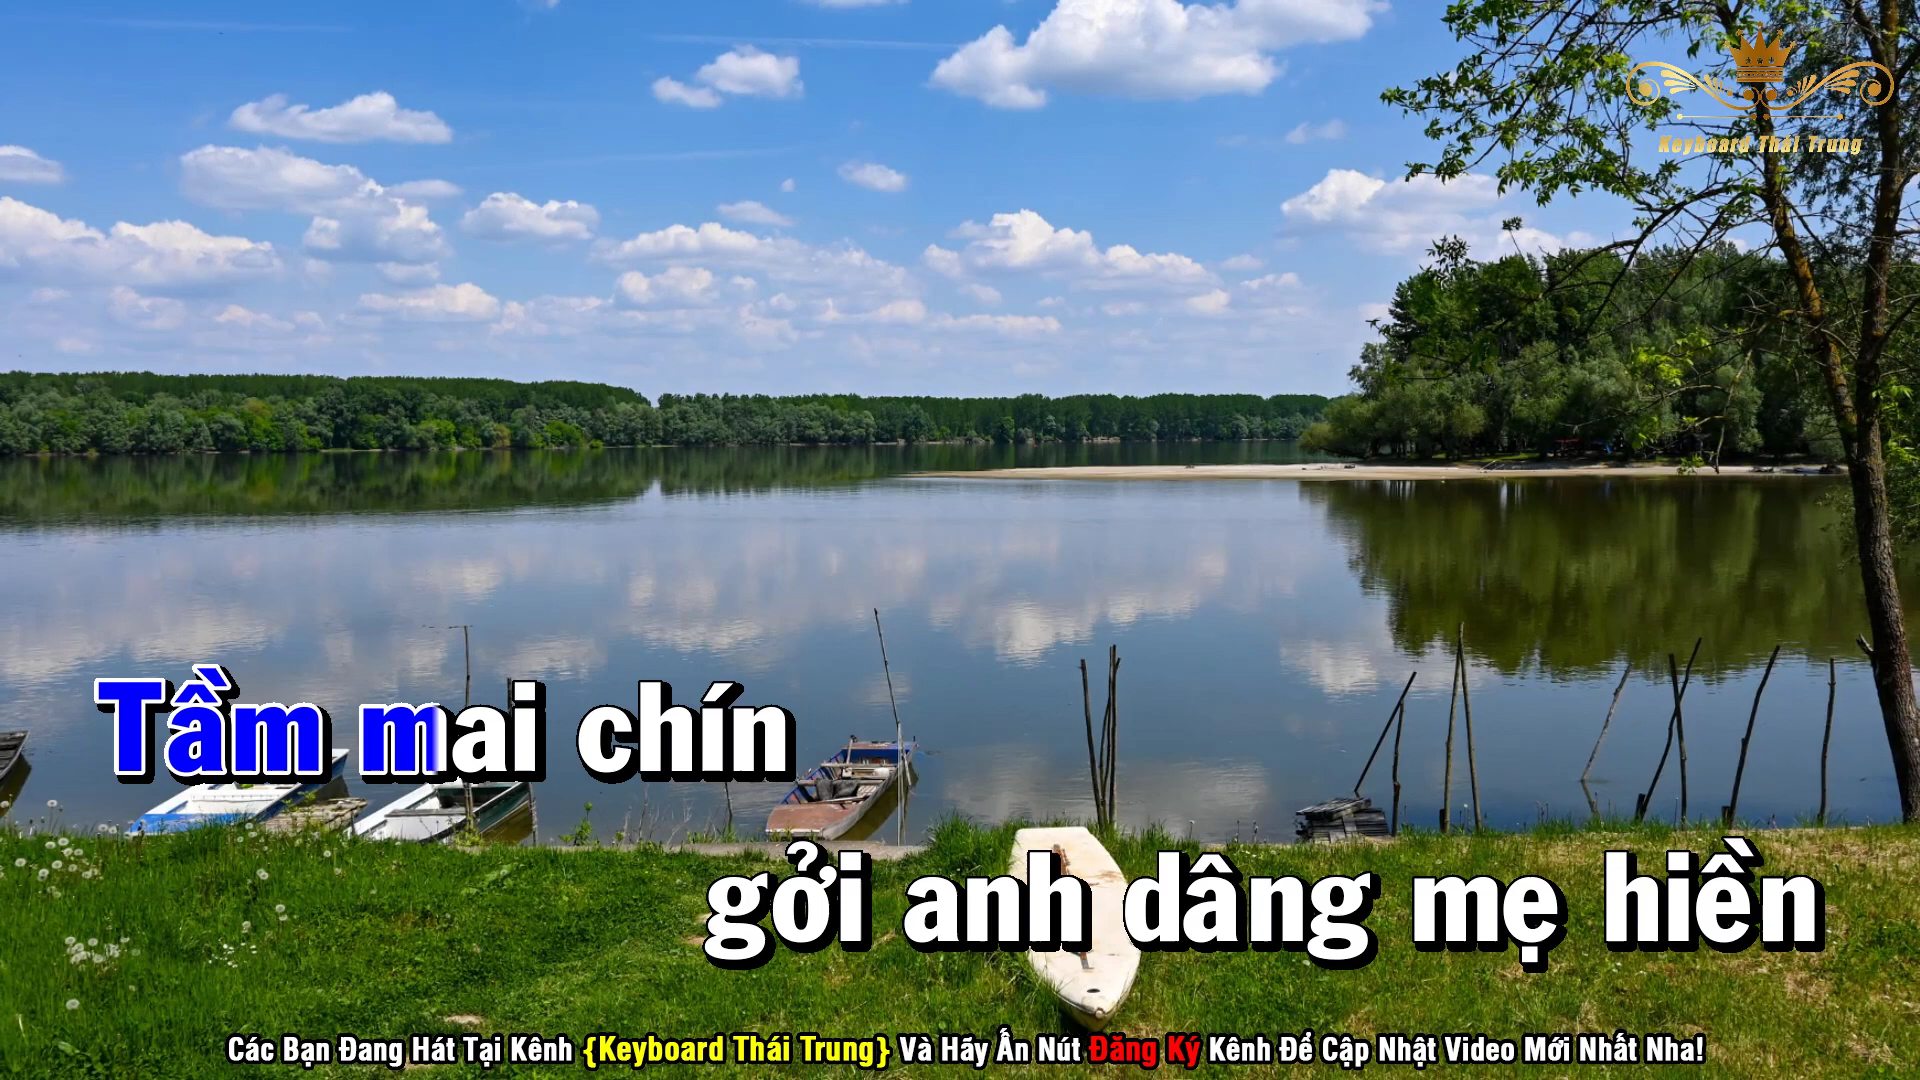 Keyboard Thái Trung
Tầm mai chín
gởi anh dâng mẹ hiền
Các Bạn Đang Hát Tại Kênh {Keyboard Thái Trung} Và Hãy Ấn Nút Đăng Ký Kênh Để Cập Nhật Video Mới Nhất Nha!